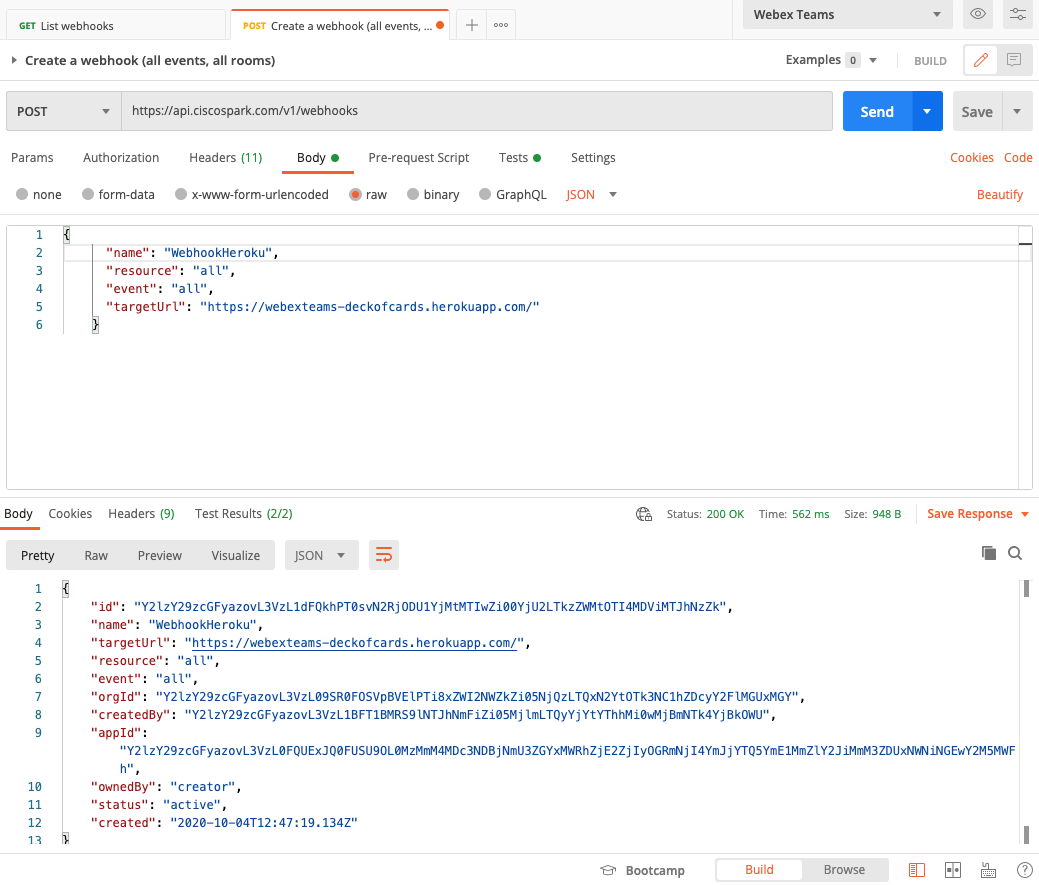 GET List webhooks
POST Create a webhook (all events, ...
Webex Teams
Create a webhook (all events, all rooms)
Examples 0
BUILD
POST
https://api.ciscospark.com/v1/webhooks
Send
Save
Params Authorization Headers (11) Body Pre-request Script Tests Settings
Cookies Code
none form-data x-www-form-urlencoded raw binary GraphQL JSON
Beautify
1 {
2 "name": "WebhookHeroku",
3 "resource": "all",
4 "event": "all",
5 "targetUrl": "https://webexteams-deckofcards.herokuapp.com/"
6 }
Body Cookies Headers (9) Test Results (2/2)
Status: 200 OK Time: 562 ms Size: 948 B
Save Response
Pretty Raw Preview Visualize JSON
1 {
2 "id": "Y2lzY29zcGFyazovL3VzL1dFQkhPT0svN2RjODU1YjMtMTIwZi00YjU2LTkzZWMtOTI4MDViMTJhNzZk",
3 "name": "WebhookHeroku",
4 "targetUrl": "https://webexteams-deckofcards.herokuapp.com/",
5 "resource": "all",
6 "event": "all",
7 "orgId": "Y2lzY29zcGFyazovL3VzL09SR0FOSVpBVElPTi8xZWI2NWZkZi05NjQzLTQxN2YtOTk3NC1hZDcyY2FlMGUxMGY",
8 "createdBy": "Y2lzY29zcGFyazovL3VzL1BFT1BMRS9lNTJhNmFiZi05MjlmLTQyYjYtYThhMi0wMjBmNTk4YjBkOWU",
9 "appId":
"Y2lzY29zcGFyazovL3VzL0FQUExJQ0FUSU9OL0MzMmM4MDc3NDBjNmU3ZGYxMWRhZjE2ZjIyOGRmNjI4YmJjYTQ5YmE1MmZlY2JiMmM3ZDUxNWNiNGEwY2M5MWF
h",
10 "ownedBy": "creator",
11 "status": "active",
12 "created": "2020-10-04T12:47:19.134Z"
13 }
Bootcamp
Build
Browse